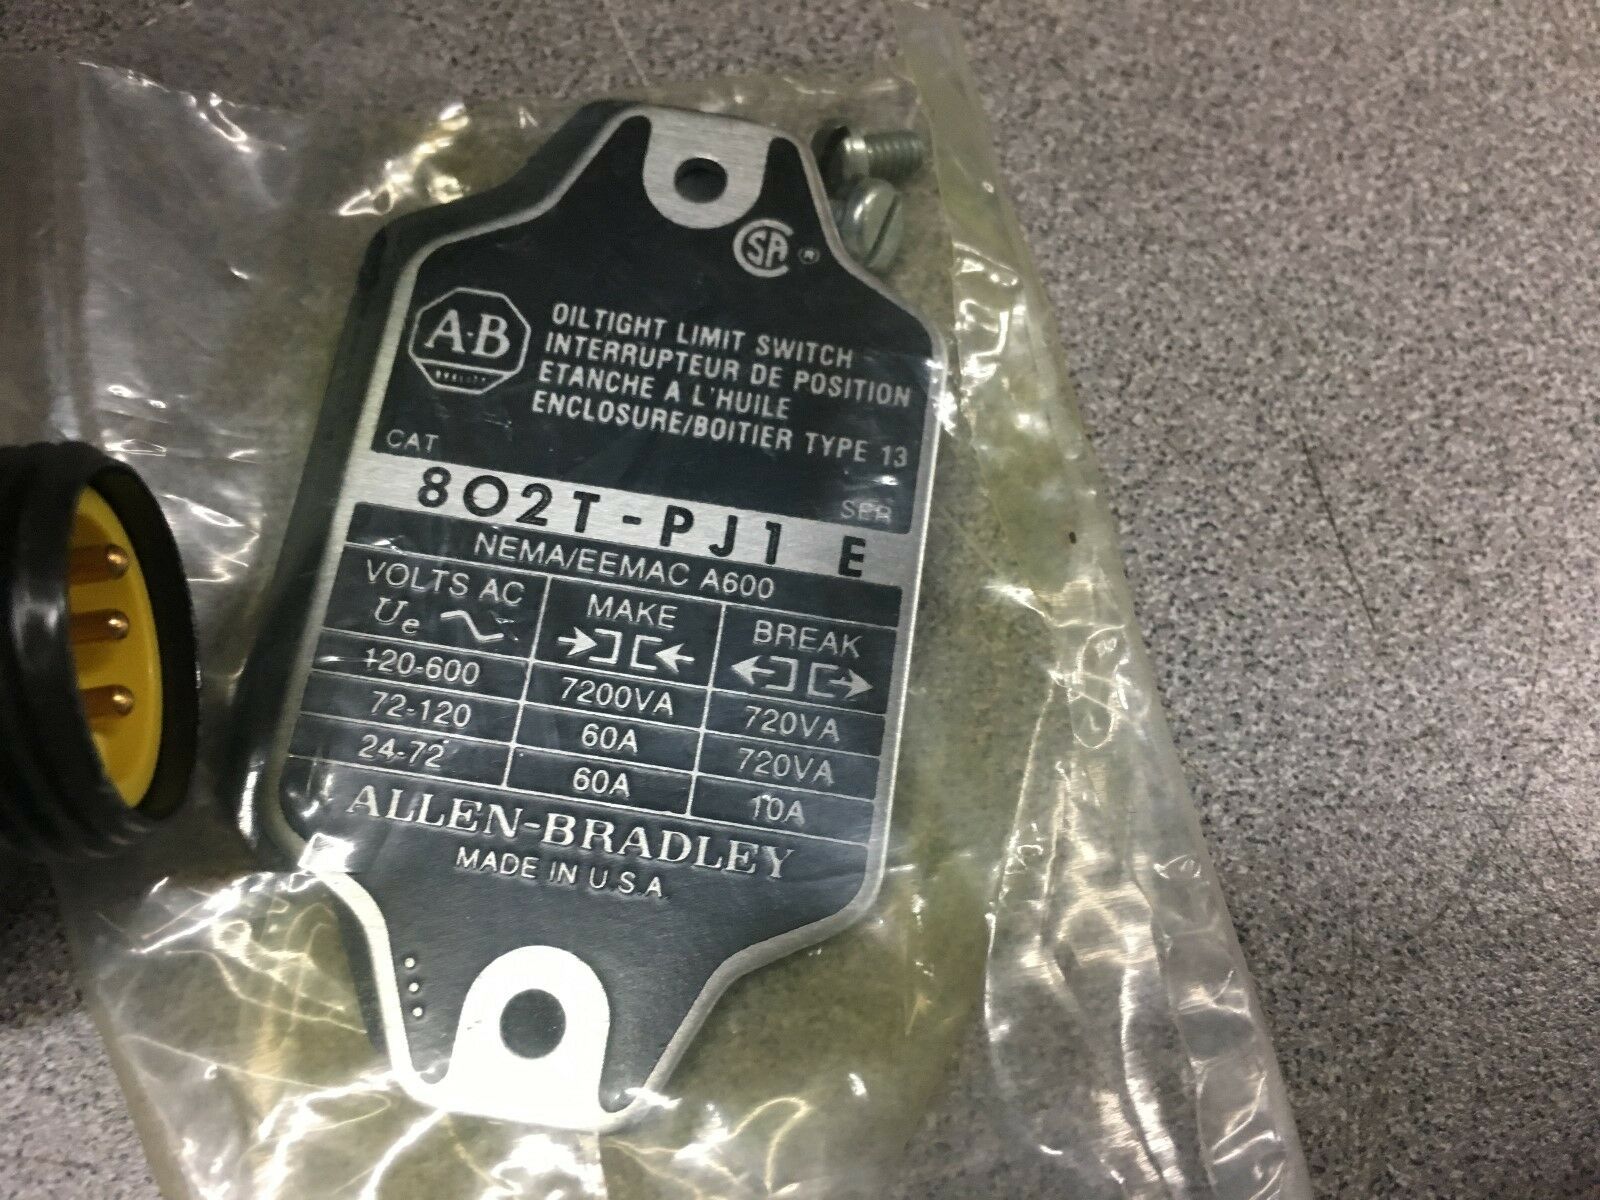 SA ®
A-B
QUALITY
OILTIGHT LIMIT SWITCH
INTERRUPTEUR DE POSITION
ETANCHE A L'HUILE
ENCLOSURE/BOITIER TYPE 13
CAT
SER
802T-PJ1 E
NEMA/EEMAC A600
VOLTS AC MAKE BREAK
Ue
120-600 7200VA 720VA
72-120 60A 720VA
24-72 60A 10A
ALLEN-BRADLEY
MADE IN U.S.A.